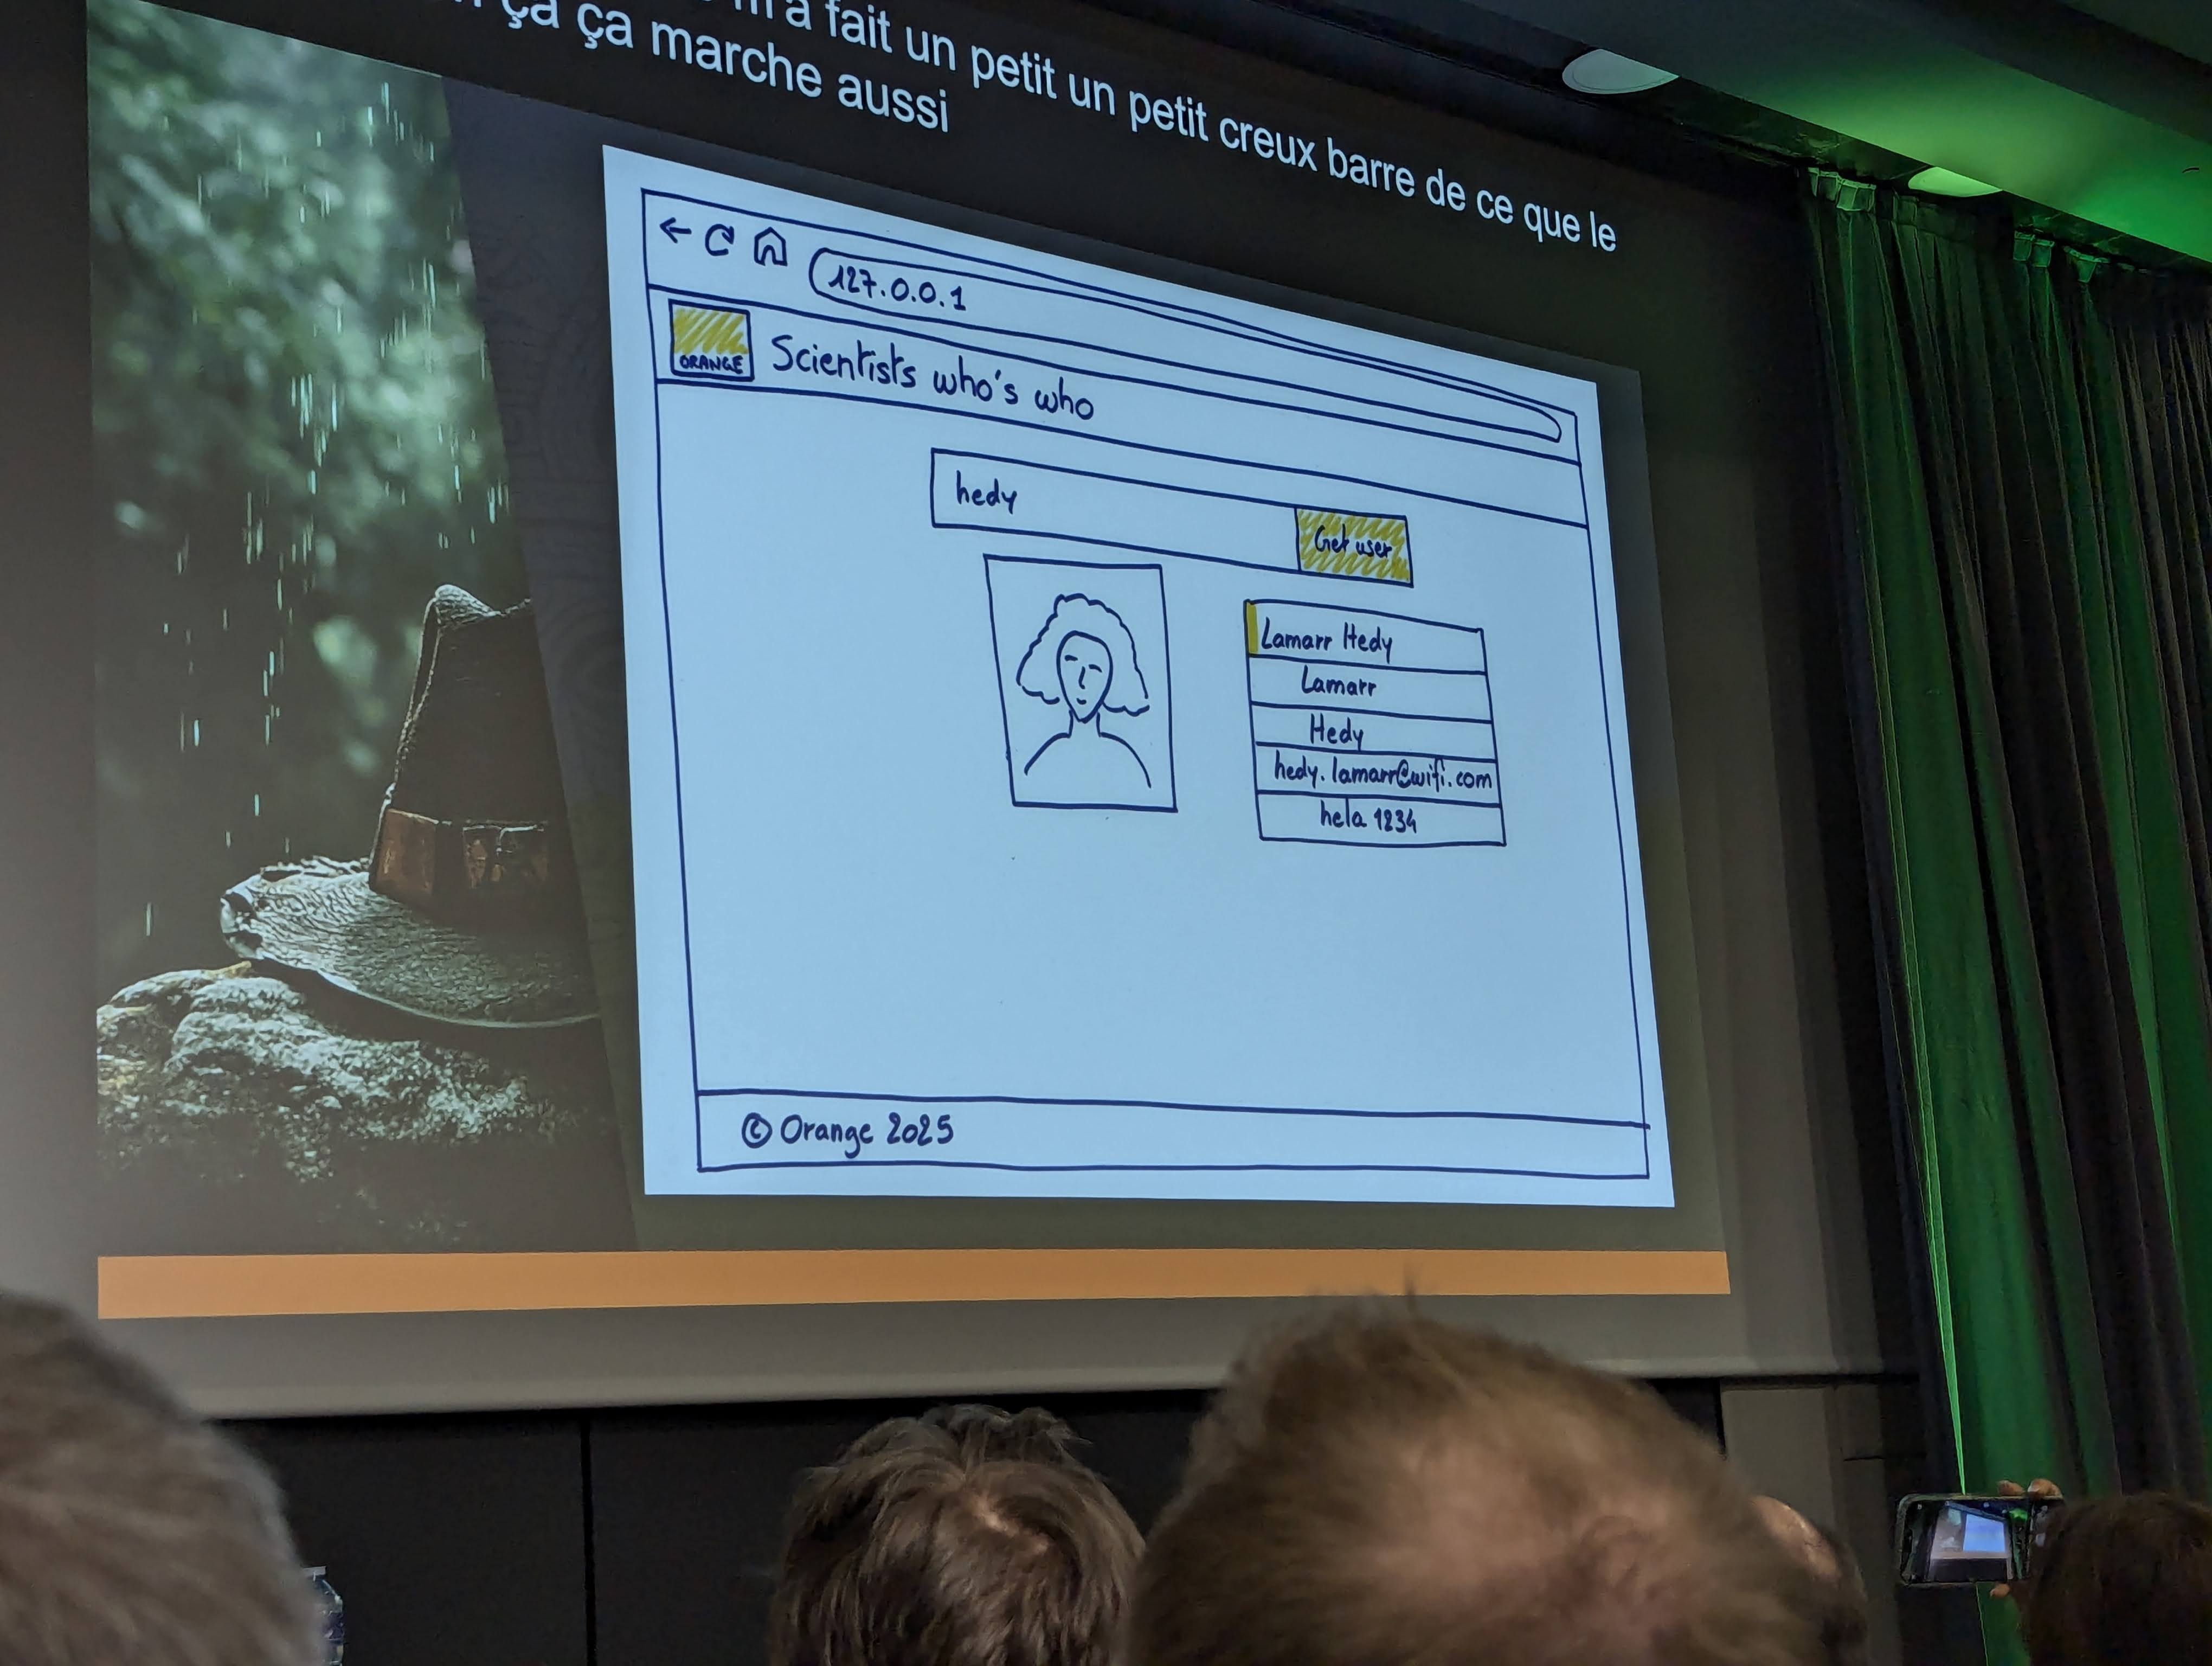 a fait un petit un petit creux barre de ce que le
ça ça marche aussi
127.0.0.1
ORANGE
Scientists who's who
hedy
Get user
Lamarr Hedy
Lamarr
Hedy
hedy.lamarr@wifi.com
hela 1234
© Orange 2025